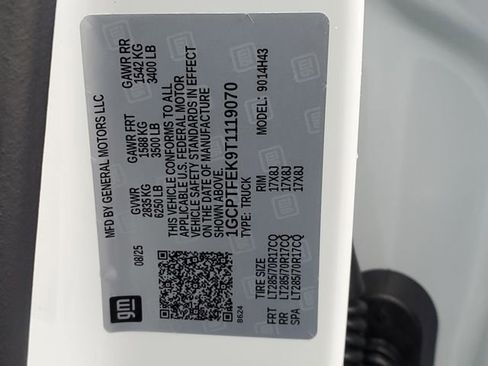 MFD BY GENERAL MOTORS LLC
08/25
GVWR
2835 KG
6250 LB
GAWR FRT
1588 KG
3500 LB
GAWR RR
1542 KG
3400 LB
THIS VEHICLE CONFORMS TO ALL
APPLICABLE U.S. FEDERAL MOTOR
VEHICLE SAFETY STANDARDS IN EFFECT
ON THE DATE OF MANUFACTURE
SHOWN ABOVE.
1GCPTFEK9T1119070
TYPE: TRUCK
MODEL: 9014H43
TIRE SIZE RIM
FRT LT285/70R17CQ 17X8J
RR LT285/70R17CQ 17X8J
SPA LT285/70R17CQ 17X8J
8624
gm